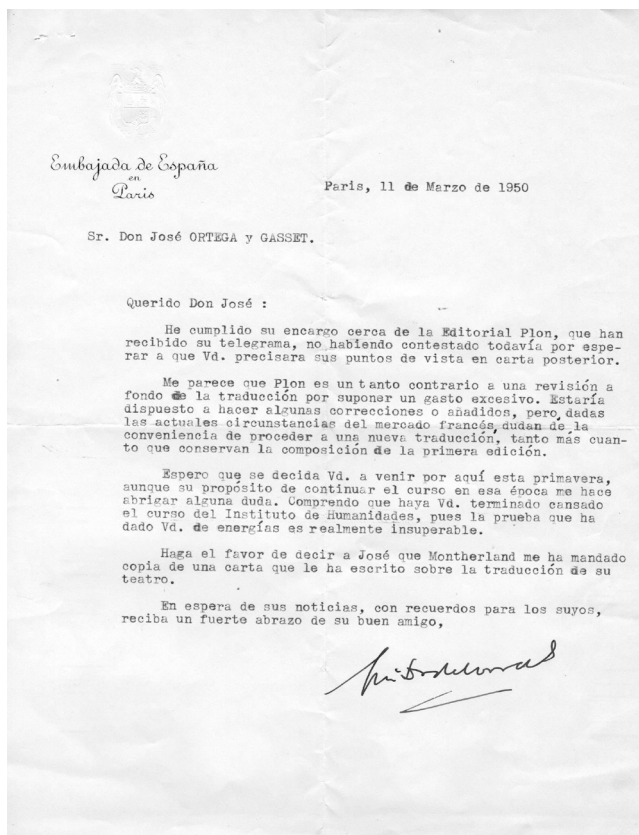 Embajada de España
en
Paris
Paris, 11 de Marzo de 1950
Sr. Don José ORTEGA y GASSET.
Querido Don José :
He cumplido su encargo cerca de la Editorial Plon, que han
recibido su telegrama, no habiendo contestado todavía por espe-
rar a que Vd. precisara sus puntos de vista en carta posterior.
Me parece que Plon es un tanto contrario a una revisión a
fondo de la traducción por suponer un gasto excesivo. Estaría
dispuesto a hacer algunas correcciones o añadidos, pero, dadas
las actuales circunstancias del mercado francés, dudan de la
conveniencia de proceder a una nueva traducción, tanto más cuan-
to que conservan la composición de la primera edición.
Espero que se decida Vd. a venir por aquí esta primavera,
aunque su propósito de continuar el curso en esa época me hace
abrigar alguna duda. Comprendo que haya Vd. terminado cansado
el curso del Instituto de Humanidades, pues la prueba que ha
dado Vd. de energías es realmente insuperable.
Haga el favor de decir a José que Montherland me ha mandado
copia de una carta que le ha escrito sobre la traducción de su
teatro.
En espera de sus noticias, con recuerdos para los suyos,
reciba un fuerte abrazo de su buen amigo,